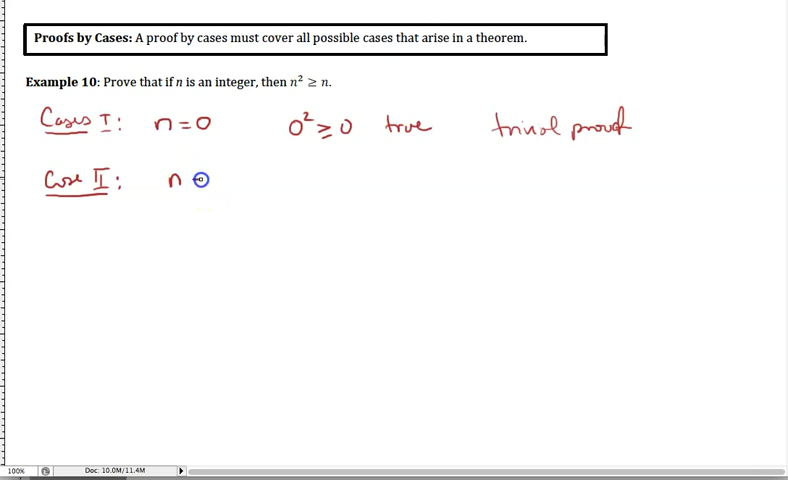 Proofs by Cases: A proof by cases must cover all possible cases that arise in a theorem.
Example 10: Prove that if n is an integer, then n² ≥ n.
Cases I: n = 0 0² ≥ 0 true trivial proof
Case II: n
100% Doc: 10.0M/11.4M